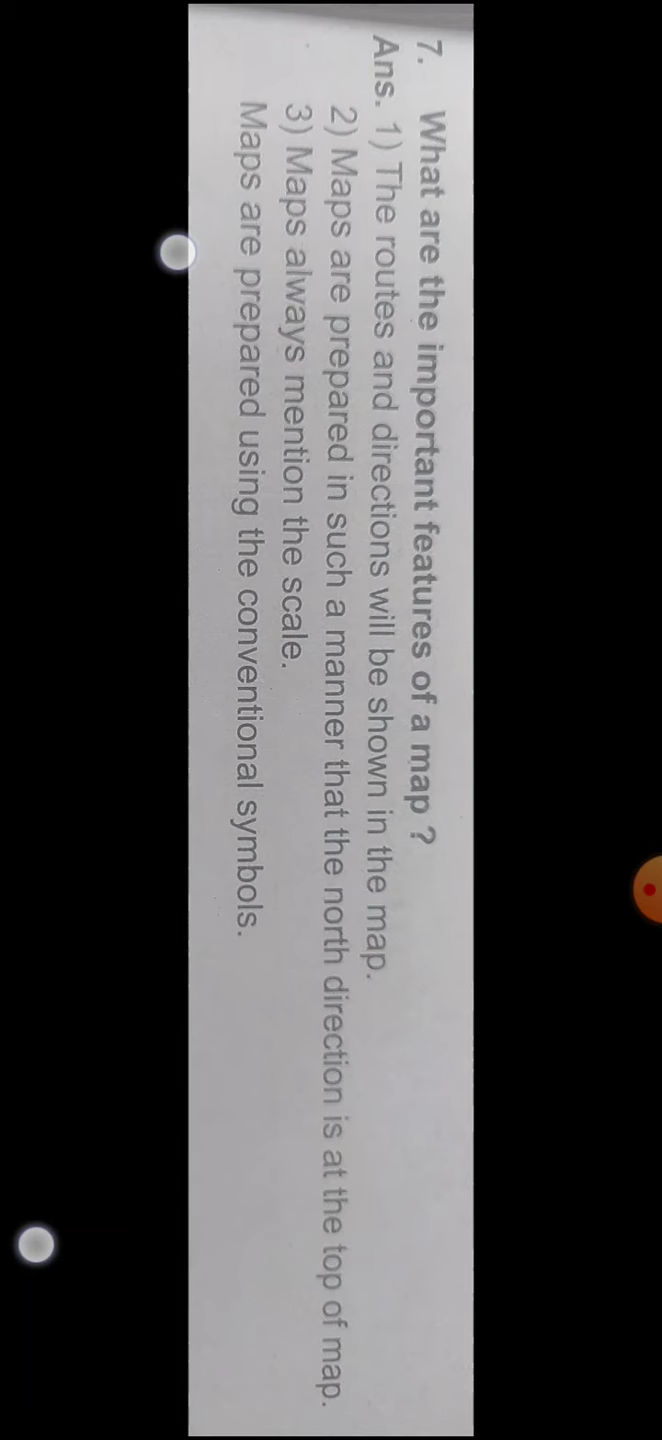 7. What are the important features of a map ?
Ans. 1) The routes and directions will be shown in the map.
2) Maps are prepared in such a manner that the north direction is at the top of map.
3) Maps always mention the scale.
Maps are prepared using the conventional symbols.